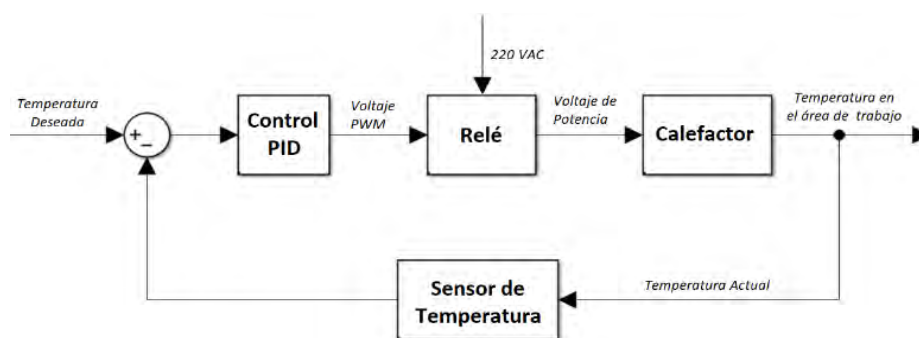 220 VAC
Temperatura
Deseada
+
−
Control
PID
Voltaje
PWM
Relé
Voltaje de
Potencia
Calefactor
Temperatura en
el área de trabajo
Sensor de
Temperatura
Temperatura Actual